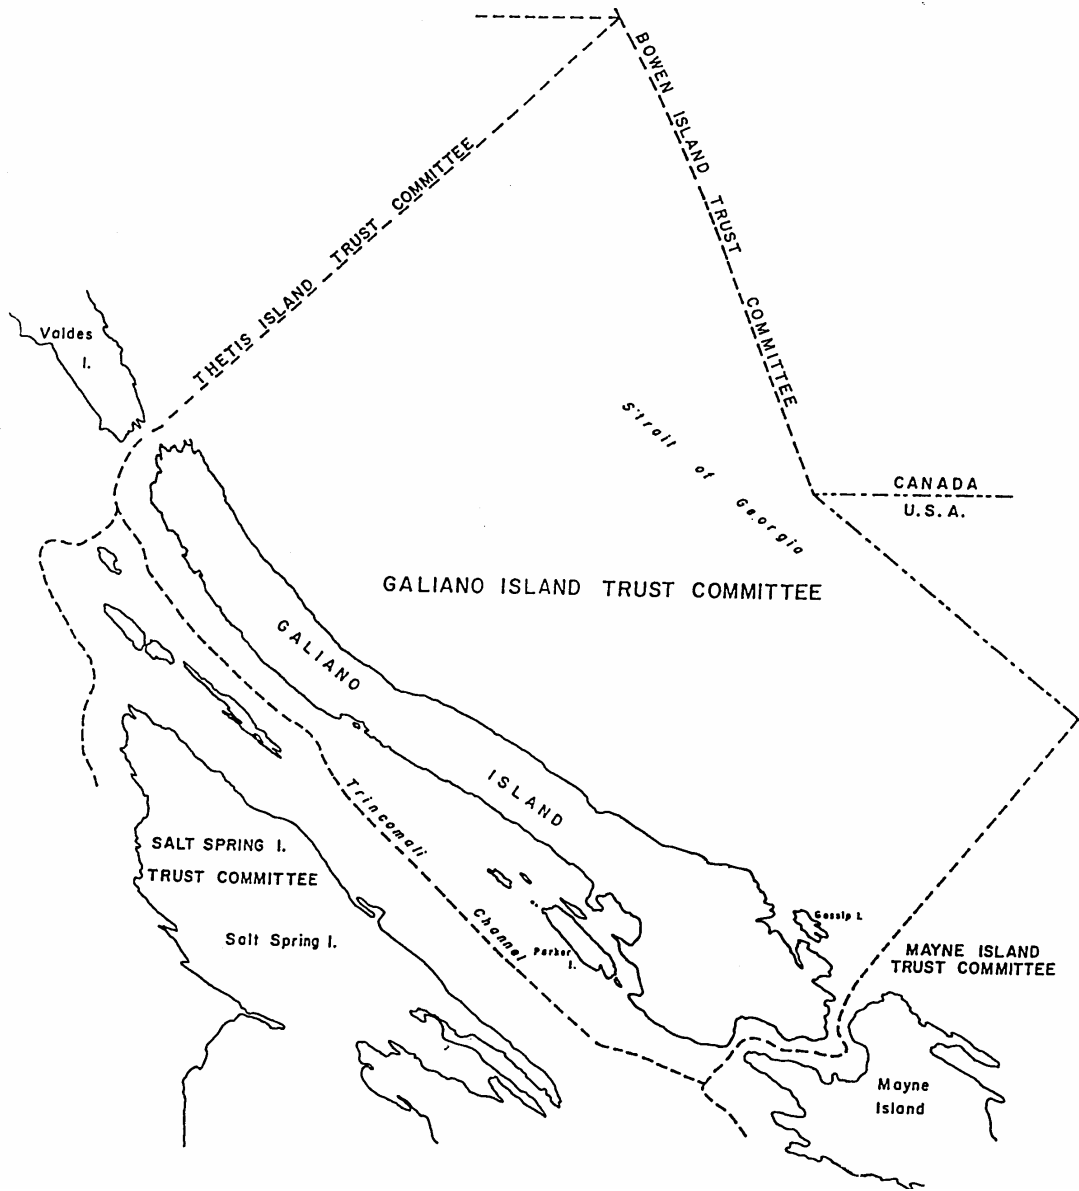 BOWEN ISLAND TRUST COMMITTEE
THETIS ISLAND TRUST COMMITTEE
Valdes
I.
Strait of Georgia
CANADA
U.S.A.
GALIANO ISLAND TRUST COMMITTEE
GALIANO
ISLAND
Trincomali
Channel
SALT SPRING I.
TRUST COMMITTEE
Salt Spring I.
Parker
I.
Gossip I.
MAYNE ISLAND
TRUST COMMITTEE
Mayne
Island